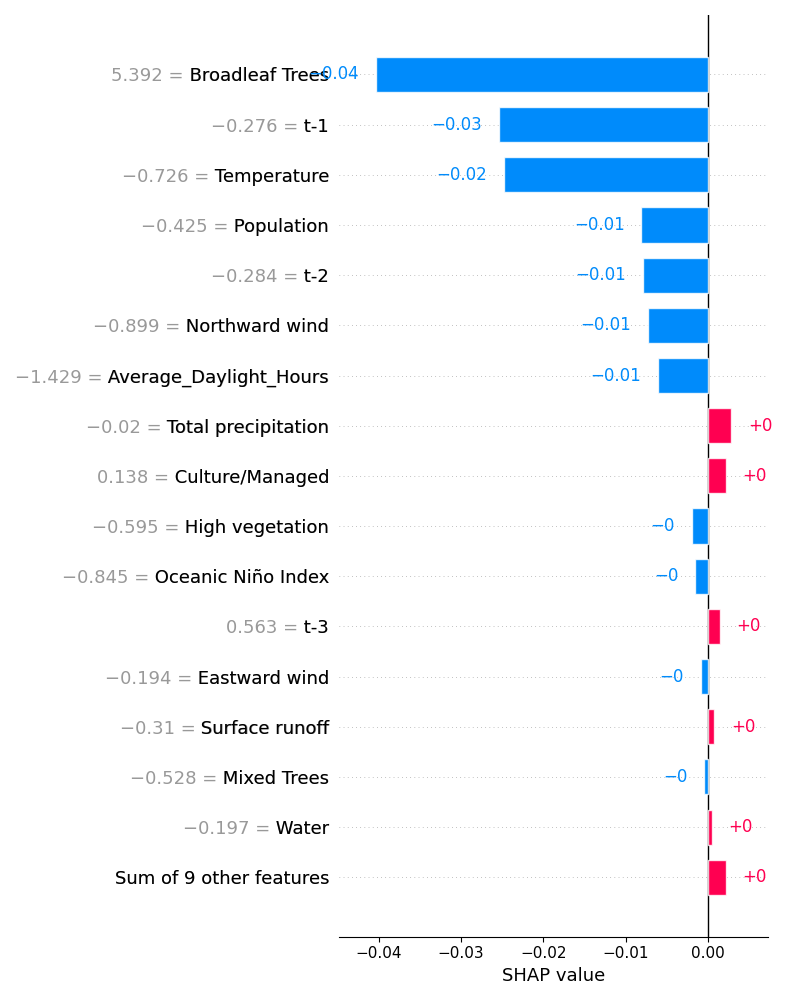 5.392 = Broadleaf Trees −0.04
−0.276 = t-1 −0.03
−0.726 = Temperature −0.02
−0.425 = Population −0.01
−0.284 = t-2 −0.01
−0.899 = Northward wind −0.01
−1.429 = Average_Daylight_Hours −0.01
−0.02 = Total precipitation +0
0.138 = Culture/Managed +0
−0.595 = High vegetation −0
−0.845 = Oceanic Niño Index −0
0.563 = t-3 +0
−0.194 = Eastward wind −0
−0.31 = Surface runoff +0
−0.528 = Mixed Trees −0
−0.197 = Water +0
Sum of 9 other features +0
−0.04 −0.03 −0.02 −0.01 0.00
SHAP value